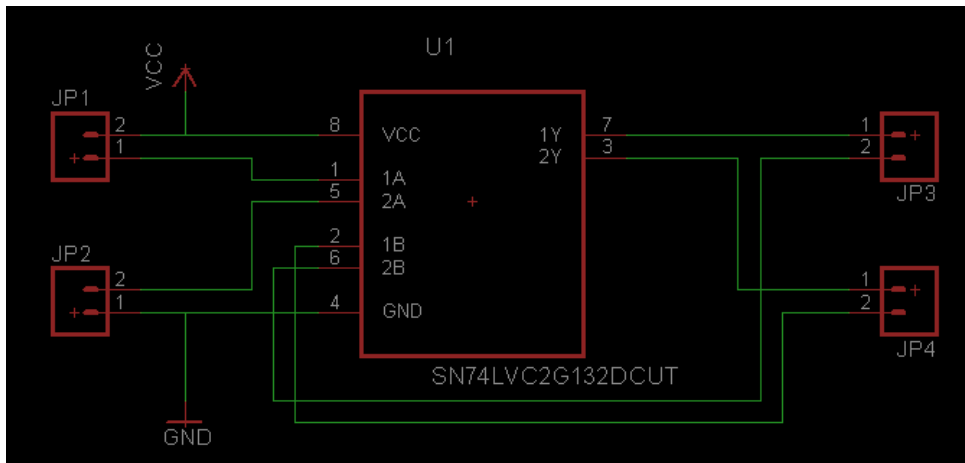 U1
VCC
JP1
2
1
8
VCC
1Y
2Y
7
3
1
2
JP3
1
5
1A
2A
2
6
1B
2B
JP2
2
1
4
GND
1
2
JP4
SN74LVC2G132DCUT
GND